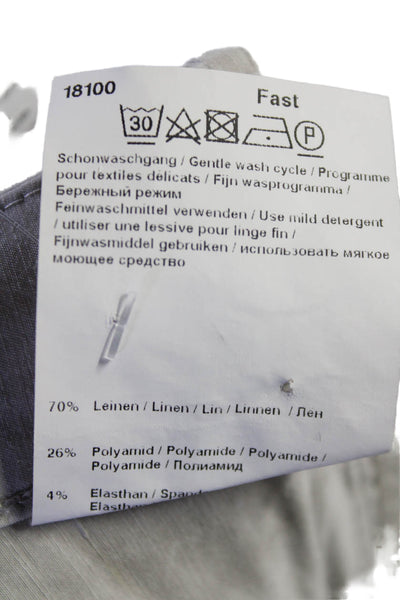 18100
Fast
30
P
Schonwaschgang / Gentle wash cycle / Programme
pour textiles délicats / Fijn wasprogramma /
Бережный режим
Feinwaschmittel verwenden / Use mild detergent
/ utiliser une lessive pour linge fin /
Fijnwasmiddel gebruiken / использовать мягкое
моющее средство
70% Leinen / Linen / Lin / Linnen / Лён
26% Polyamid / Polyamide / Polyamide /
Polyamide / Полиамид
4% Elasthan /